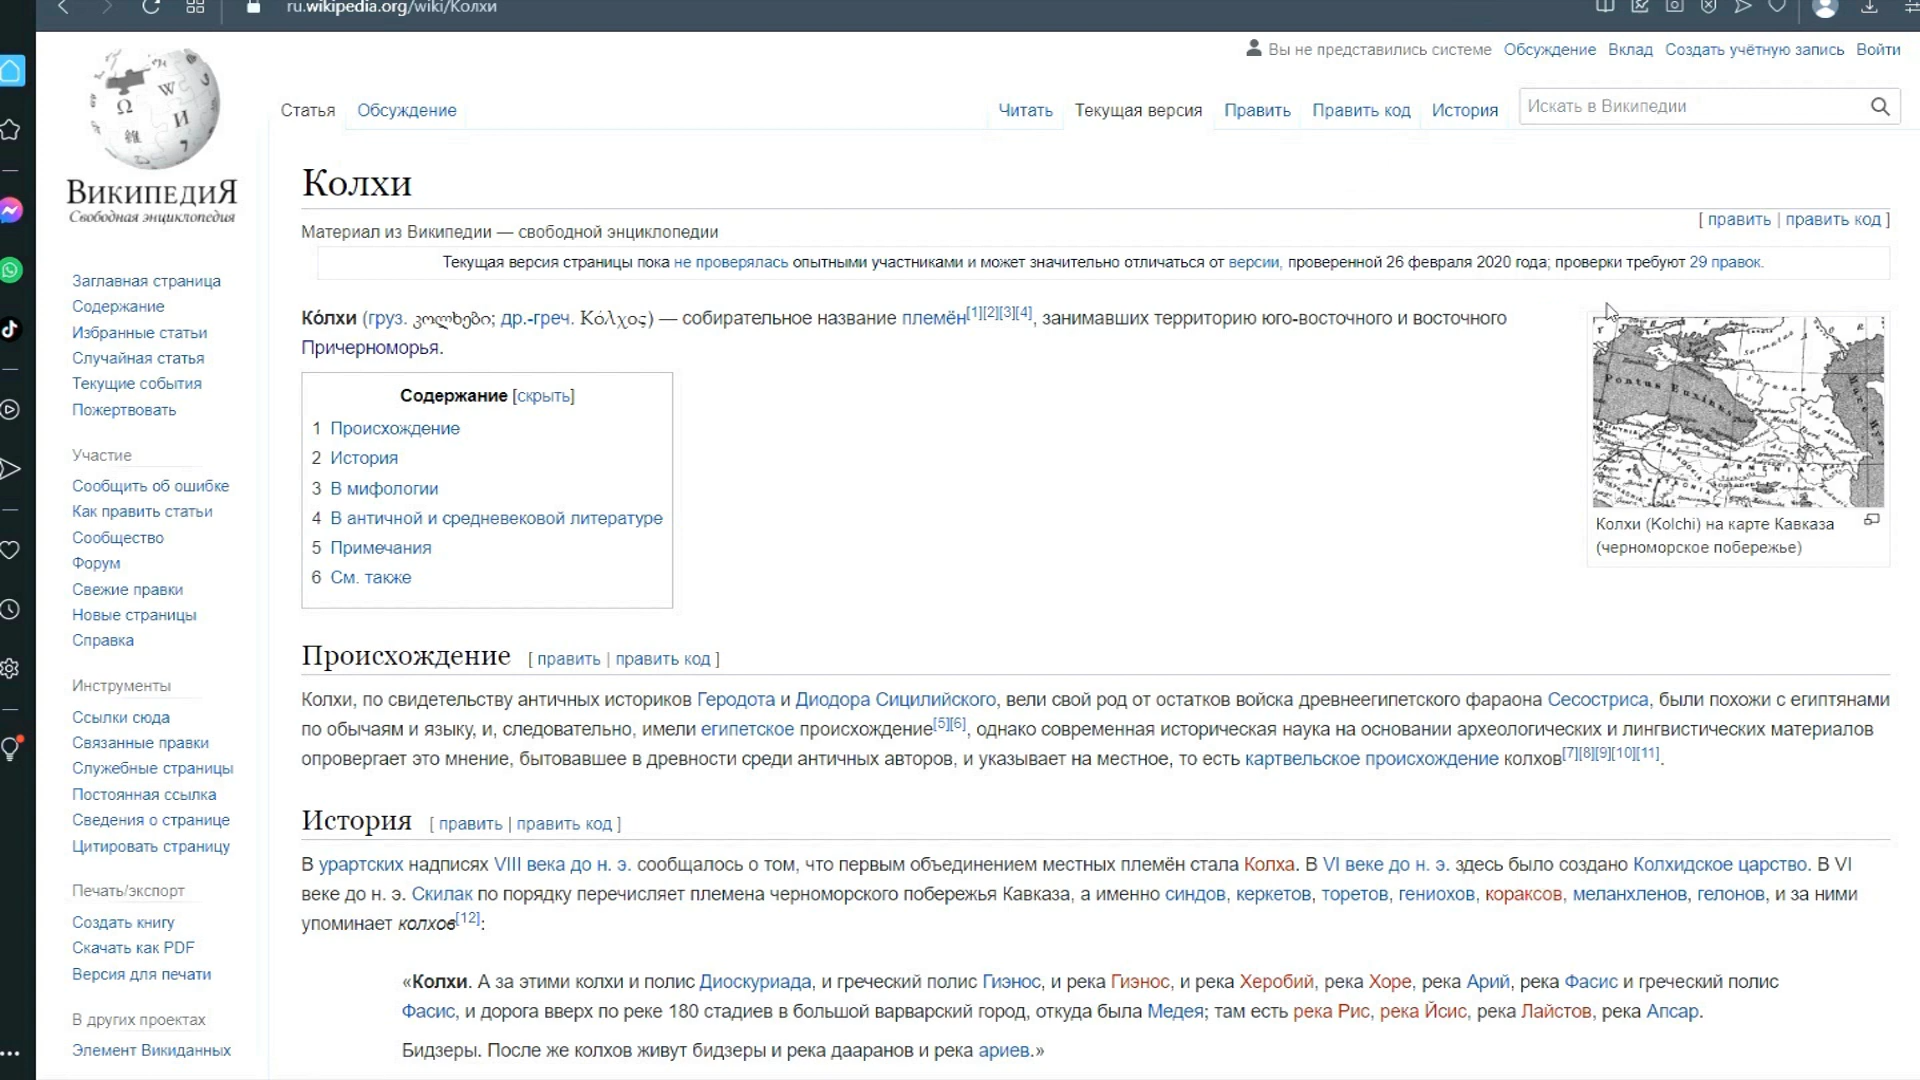 ru.wikipedia.org/wiki/Колхи
Вы не представились системе Обсуждение Вклад Создать учётную запись Войти
ВикипедиЯ
Свободная энциклопедия
Статья Обсуждение Читать Текущая версия Править Править код История Искать в Википедии
Колхи
[ править | править код ]
Материал из Википедии — свободной энциклопедии
Текущая версия страницы пока не проверялась опытными участниками и может значительно отличаться от версии, проверенной 26 февраля 2020 года; проверки требуют 29 правок.
Ко́лхи (груз. კოლხები; др.-греч. Κόλχος) — собирательное название племён[1][2][3][4], занимавших территорию юго-восточного и восточного
Причерноморья.
Содержание [скрыть]
1 Происхождение
2 История
3 В мифологии
4 В античной и средневековой литературе
5 Примечания
6 См. также
Pontus Euxinus
ARMENIA
Колхи (Kolchi) на карте Кавказа
(черноморское побережье)
Происхождение [ править | править код ]
Колхи, по свидетельству античных историков Геродота и Диодора Сицилийского, вели свой род от остатков войска древнеегипетского фараона Сесостриса, были похожи с египтянами
по обычаям и языку, и, следовательно, имели египетское происхождение[5][6], однако современная историческая наука на основании археологических и лингвистических материалов
опровергает это мнение, бытовавшее в древности среди античных авторов, и указывает на местное, то есть картвельское происхождение колхов[7][8][9][10][11].
История [ править | править код ]
В урартских надписях VIII века до н. э. сообщалось о том, что первым объединением местных племён стала Колха. В VI веке до н. э. здесь было создано Колхидское царство. В VI
веке до н. э. Скилак по порядку перечисляет племена черноморского побережья Кавказа, а именно синдов, керкетов, торетов, гениохов, кораксов, меланхленов, гелонов, и за ними
упоминает колхов[12]:
«Колхи. А за этими колхи и полис Диоскуриада, и греческий полис Гиэнос, и река Гиэнос, и река Херобий, река Хоре, река Арий, река Фасис и греческий полис
Фасис, и дорога вверх по реке 180 стадиев в большой варварский город, откуда была Медея; там есть река Рис, река Йсис, река Лайстов, река Апсар.
Бидзеры. После же колхов живут бидзеры и река дааранов и река ариев.»
Заглавная страница
Содержание
Избранные статьи
Случайная статья
Текущие события
Пожертвовать
Участие
Сообщить об ошибке
Как править статьи
Сообщество
Форум
Свежие правки
Новые страницы
Справка
Инструменты
Ссылки сюда
Связанные правки
Служебные страницы
Постоянная ссылка
Сведения о странице
Цитировать страницу
Печать/экспорт
Создать книгу
Скачать как PDF
Версия для печати
В других проектах
Элемент Викиданных